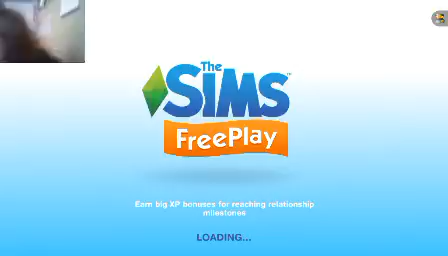 The
SIMS
FreePlay
Earn big XP bonuses for reaching relationship
milestones
LOADING...